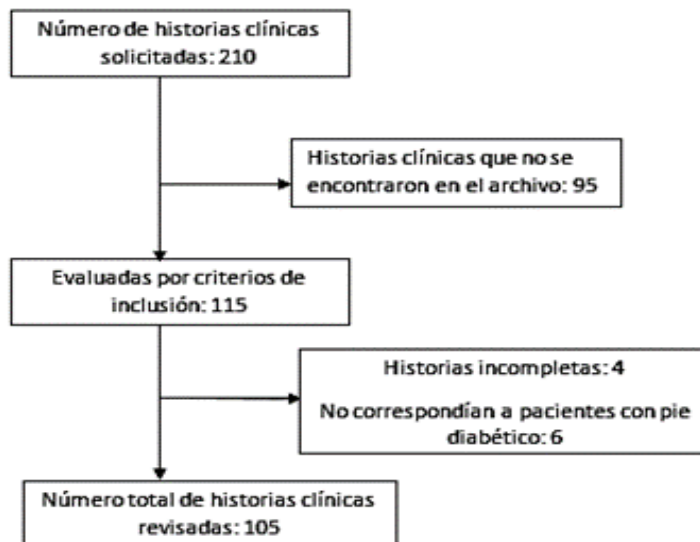 Número de historias clínicas
solicitadas: 210
Historias clínicas que no se
encontraron en el archivo: 95
Evaluadas por criterios de
inclusión: 115
Historias incompletas: 4
No correspondían a pacientes con pie
diabético: 6
Número total de historias clínicas
revisadas: 105